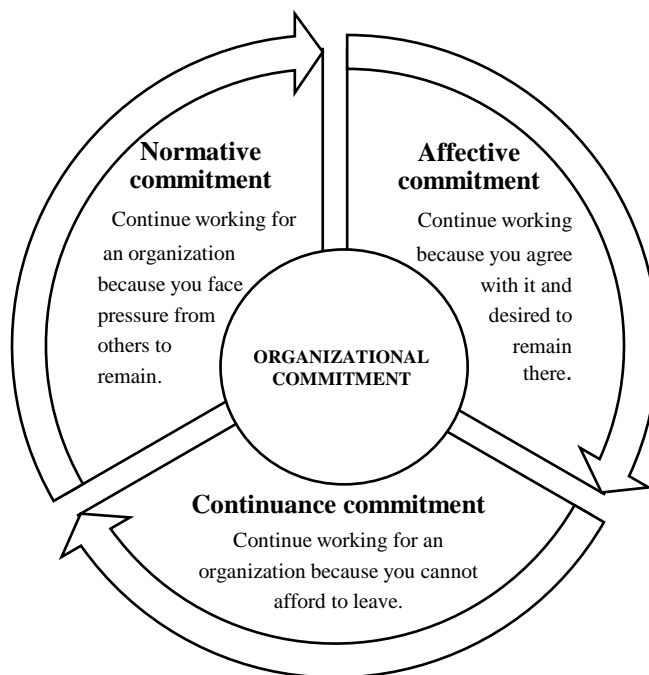 Normative
commitment
Continue working for
an organization
because you face
pressure from
others to
remain.
Affective
commitment
Continue working
because you agree
with it and
desired to
remain
there.
ORGANIZATIONAL
COMMITMENT
Continuance commitment
Continue working for an
organization because you cannot
afford to leave.